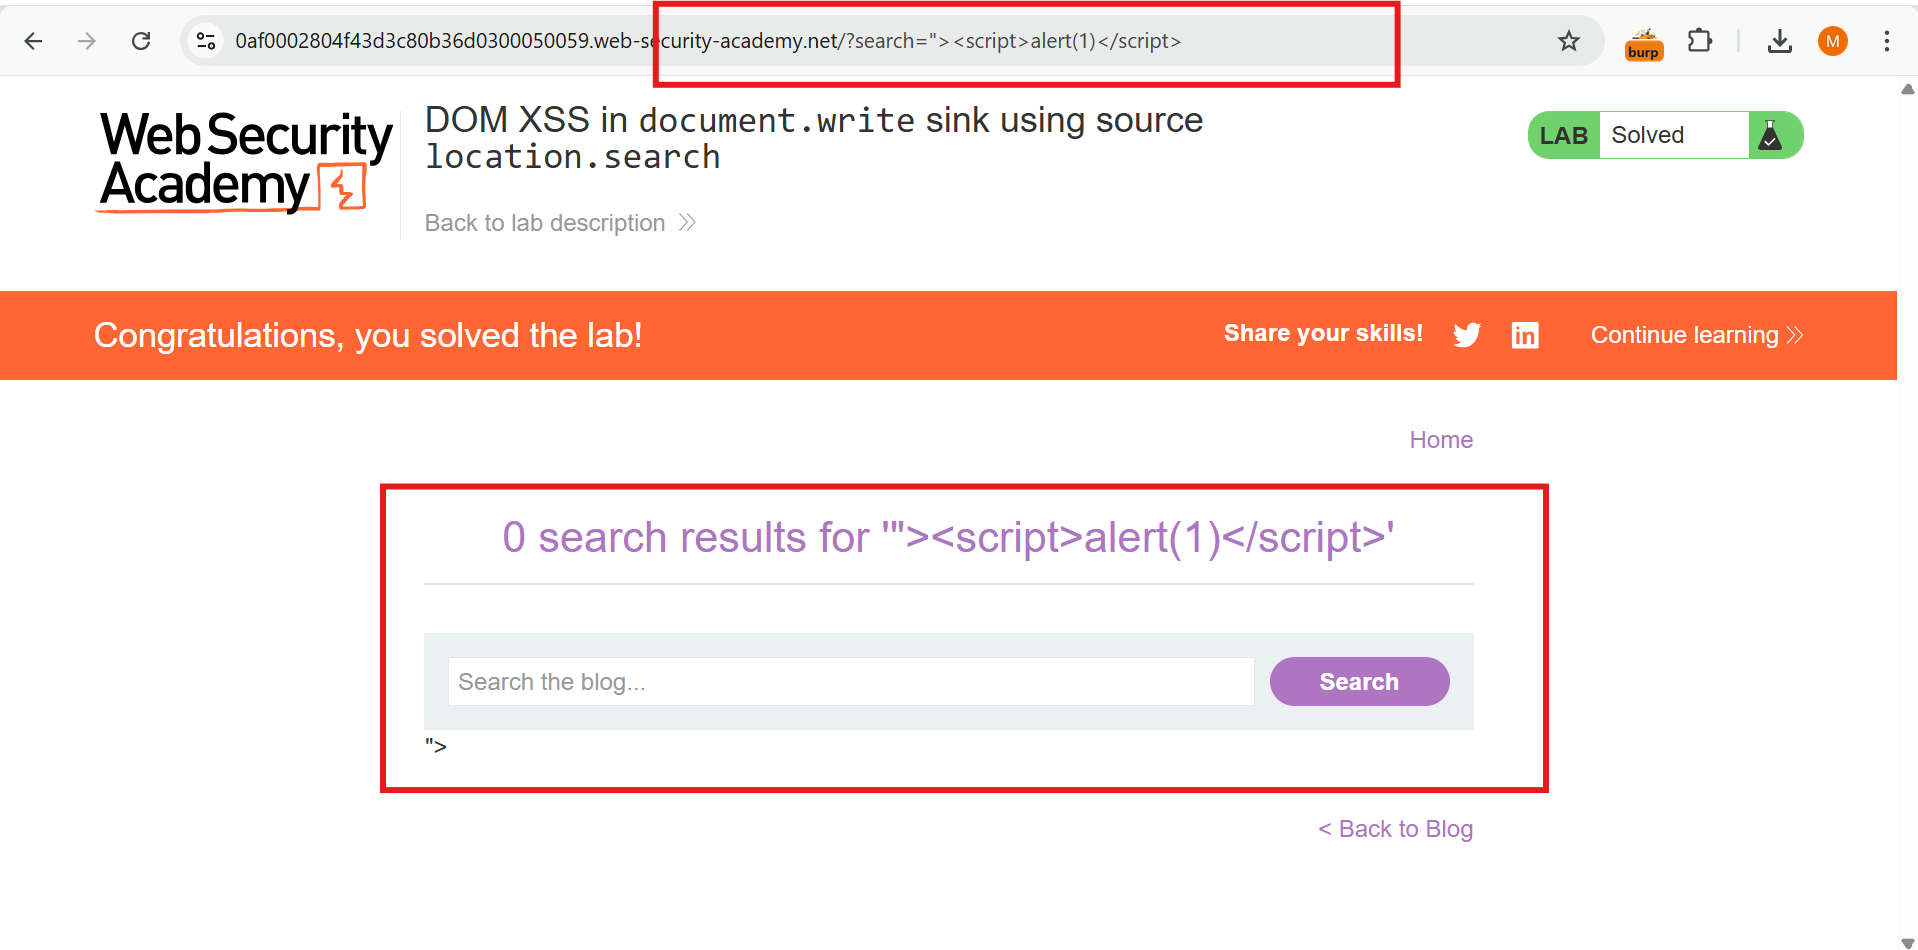 0af0002804f43d3c80b36d0300050059.web-security-academy.net/?search="><script>alert(1)</script>
burp
M
Web Security
Academy
DOM XSS in document.write sink using source
location.search
Back to lab description
LAB Solved
Congratulations, you solved the lab!
Share your skills!
in
Continue learning
Home
0 search results for '"><script>alert(1)</script>'
Search the blog...
Search
">
< Back to Blog